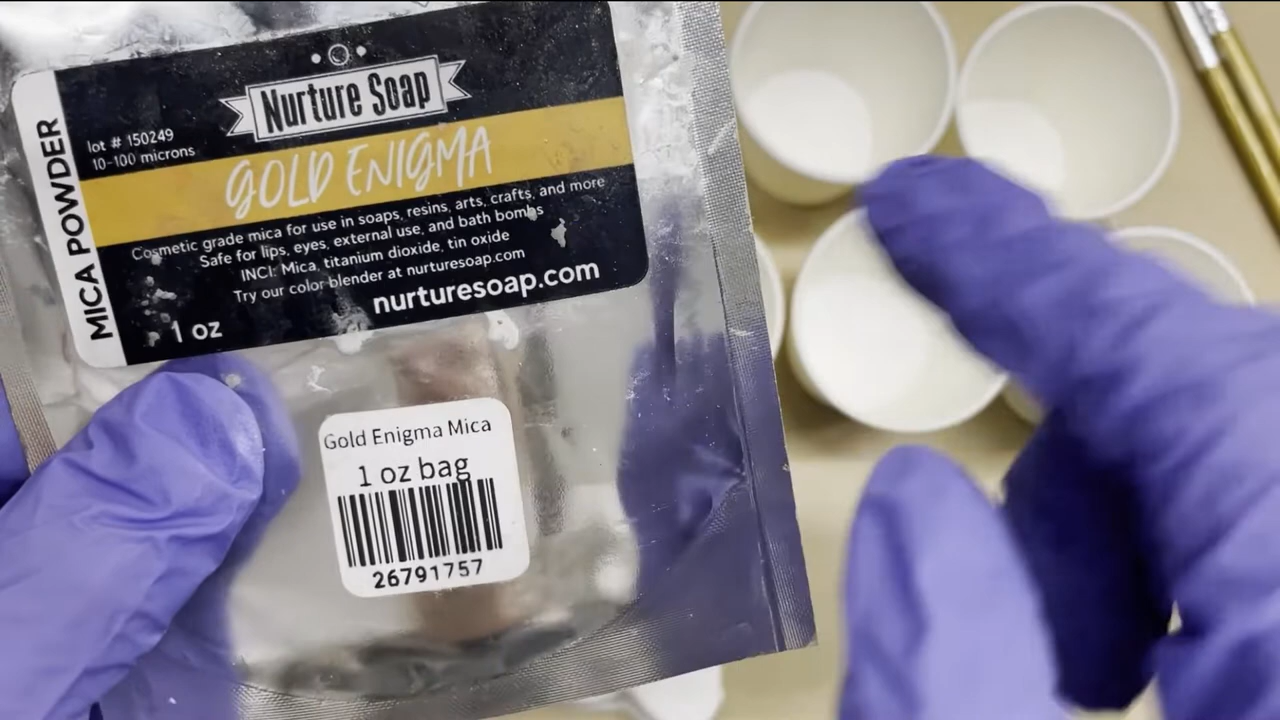 Nurture Soap
MICA POWDER
lot # 150249
10-100 microns
GOLD ENIGMA
Cosmetic grade mica for use in soaps, resins, arts, crafts, and more
Safe for lips, eyes, external use, and bath bombs
INCI: Mica, titanium dioxide, tin oxide
Try our color blender at nurturesoap.com
nurturesoap.com
1 oz
Gold Enigma Mica
1 oz bag
26791757